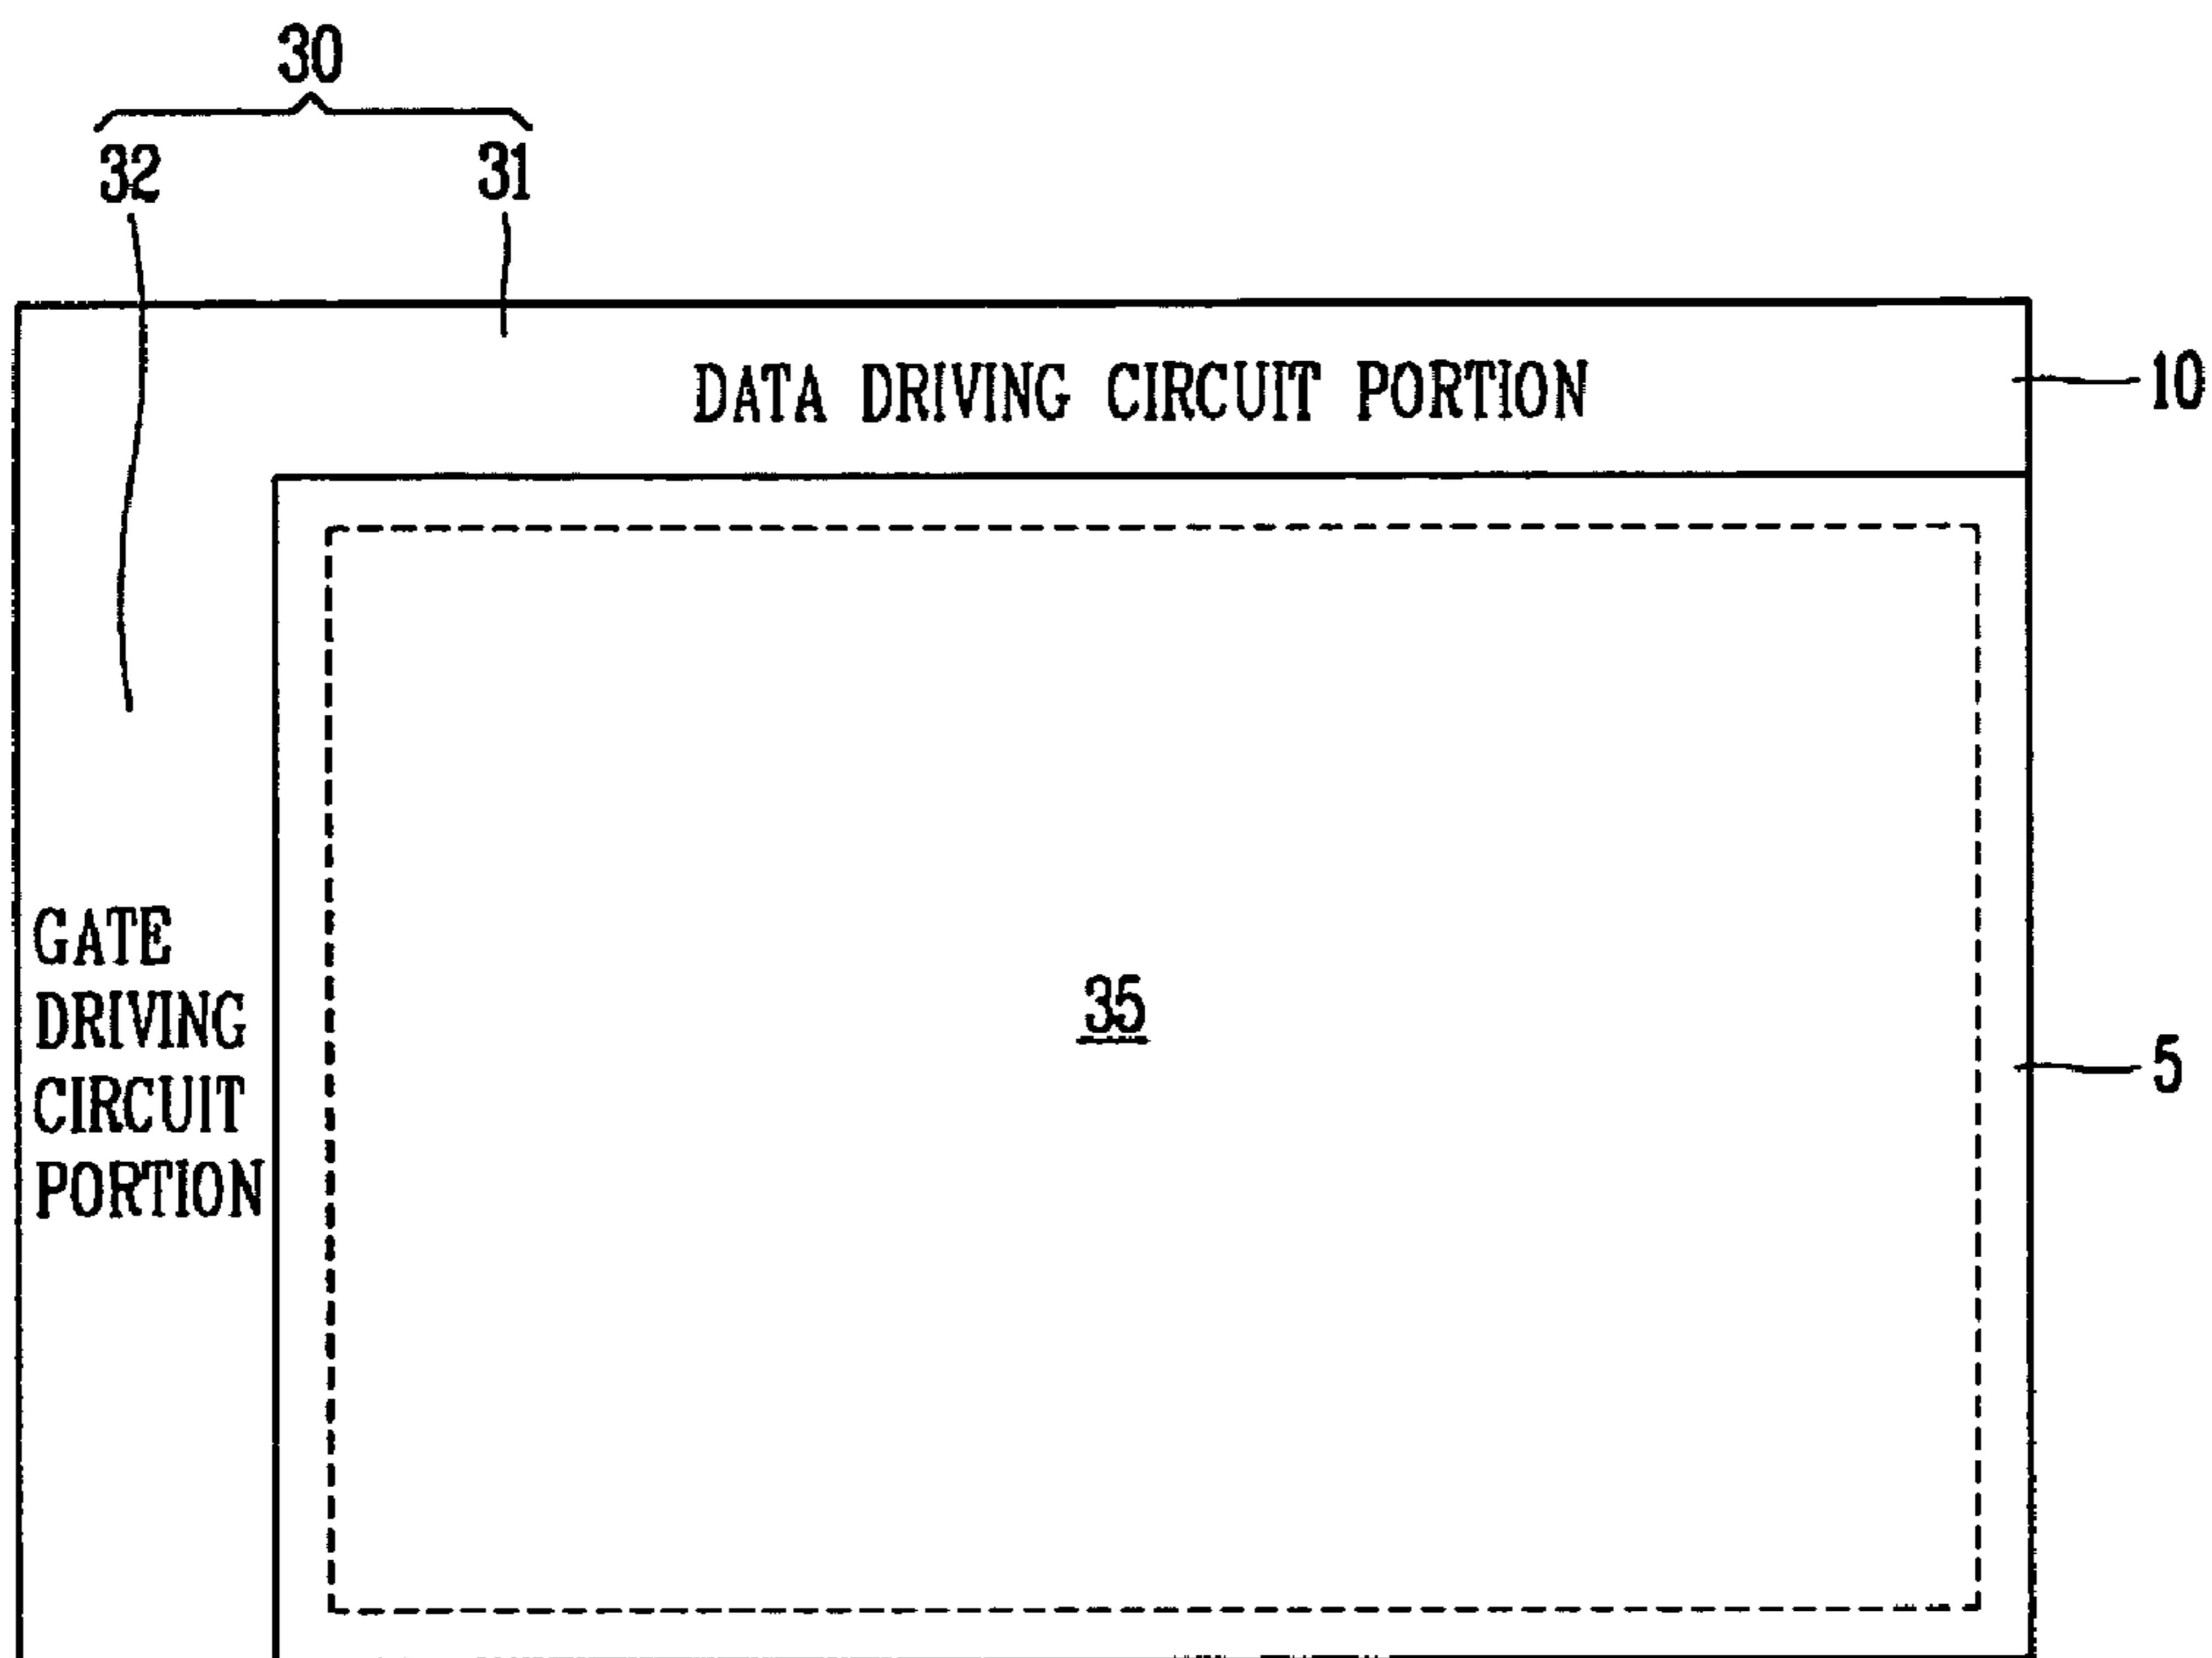 30
32
31
DATA DRIVING CIRCUIT PORTION
10
35
GATE
DRIVING
CIRCUIT
PORTION
5